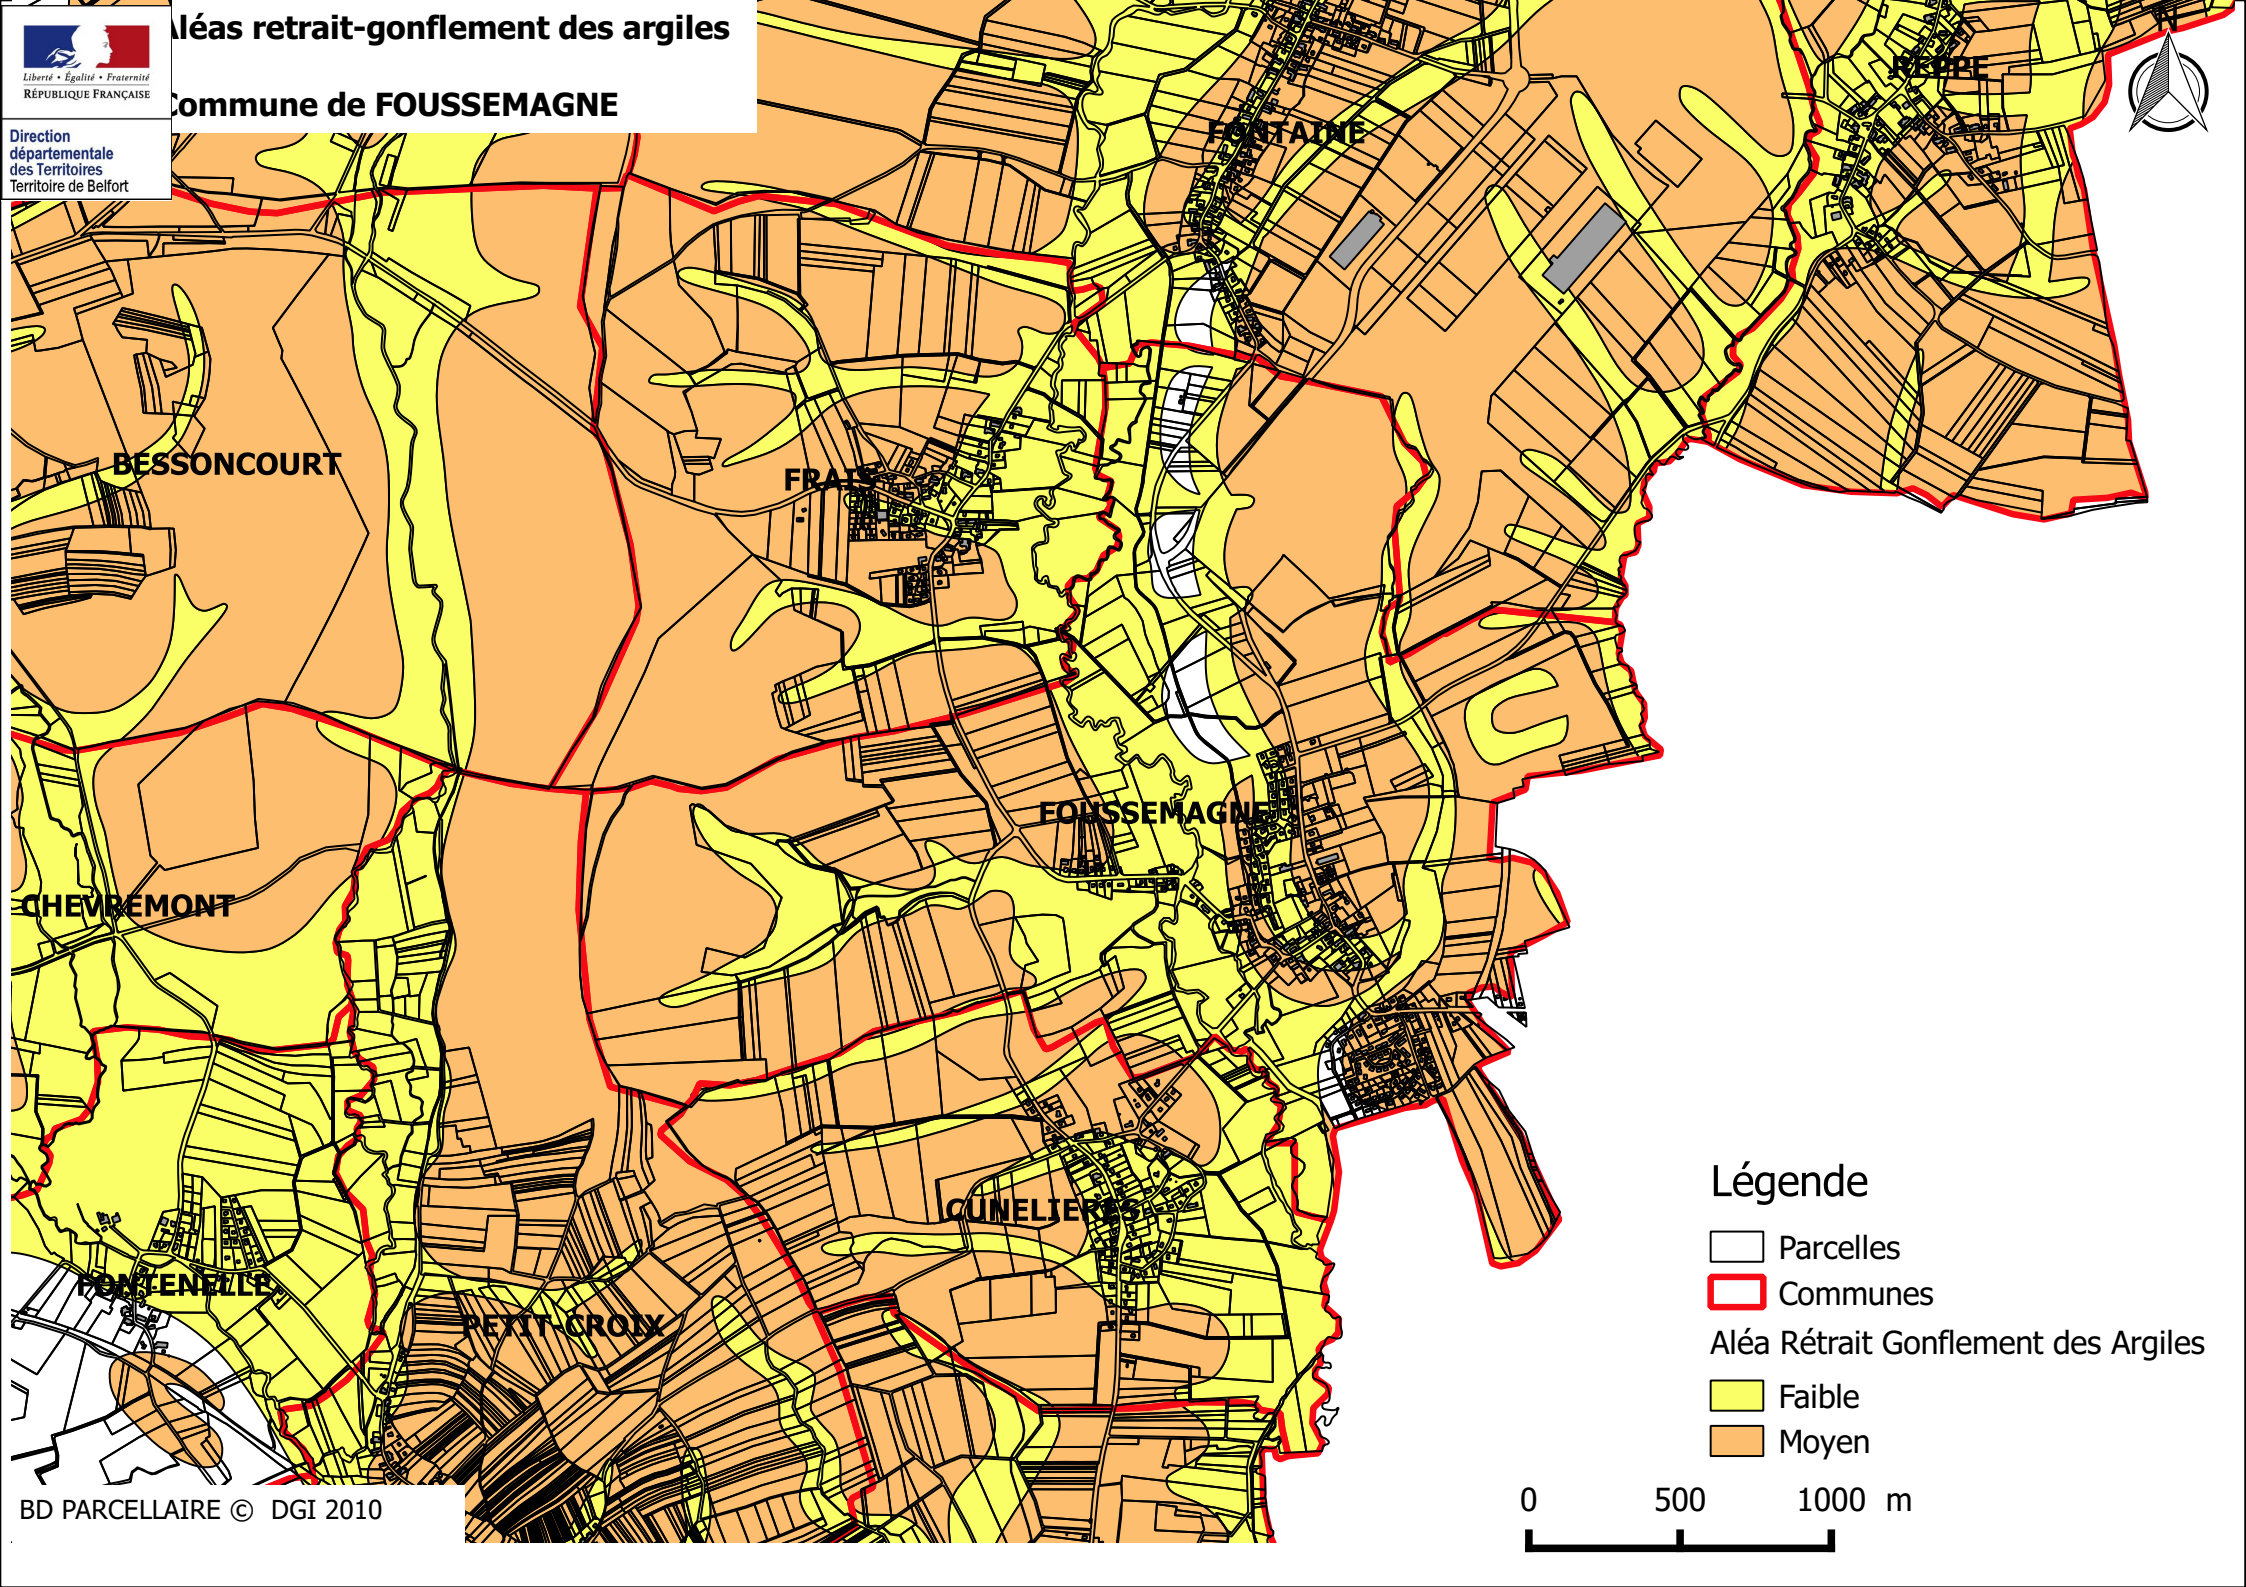 Liberté • Égalité • Fraternité
RÉPUBLIQUE FRANÇAISE
Direction
départementale
des Territoires
Territoire de Belfort
Aléas retrait-gonflement des argiles
Commune de FOUSSEMAGNE
N
REPPE
FONTAINE
BESSONCOURT
FRAIS
FOUSSEMAGNE
CHEVREMONT
CUNELIERES
FONTENELLE
PETIT-CROIX
Légende
Parcelles
Communes
Aléa Rétrait Gonflement des Argiles
Faible
Moyen
0 500 1000 m
BD PARCELLAIRE © DGI 2010